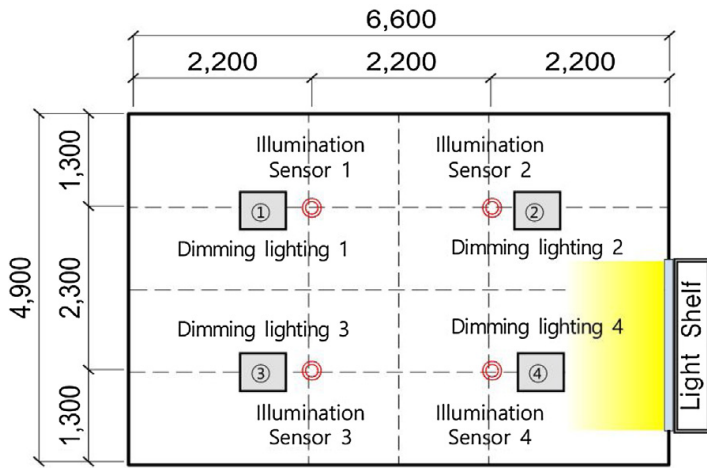 6,600
2,200
2,200
2,200
4,900
1,300
2,300
1,300
Illumination
Sensor 1
Illumination
Sensor 2
①
②
Dimming lighting 1
Dimming lighting 2
Dimming lighting 3
Dimming lighting 4
③
④
Illumination
Sensor 3
Illumination
Sensor 4
Light Shelf